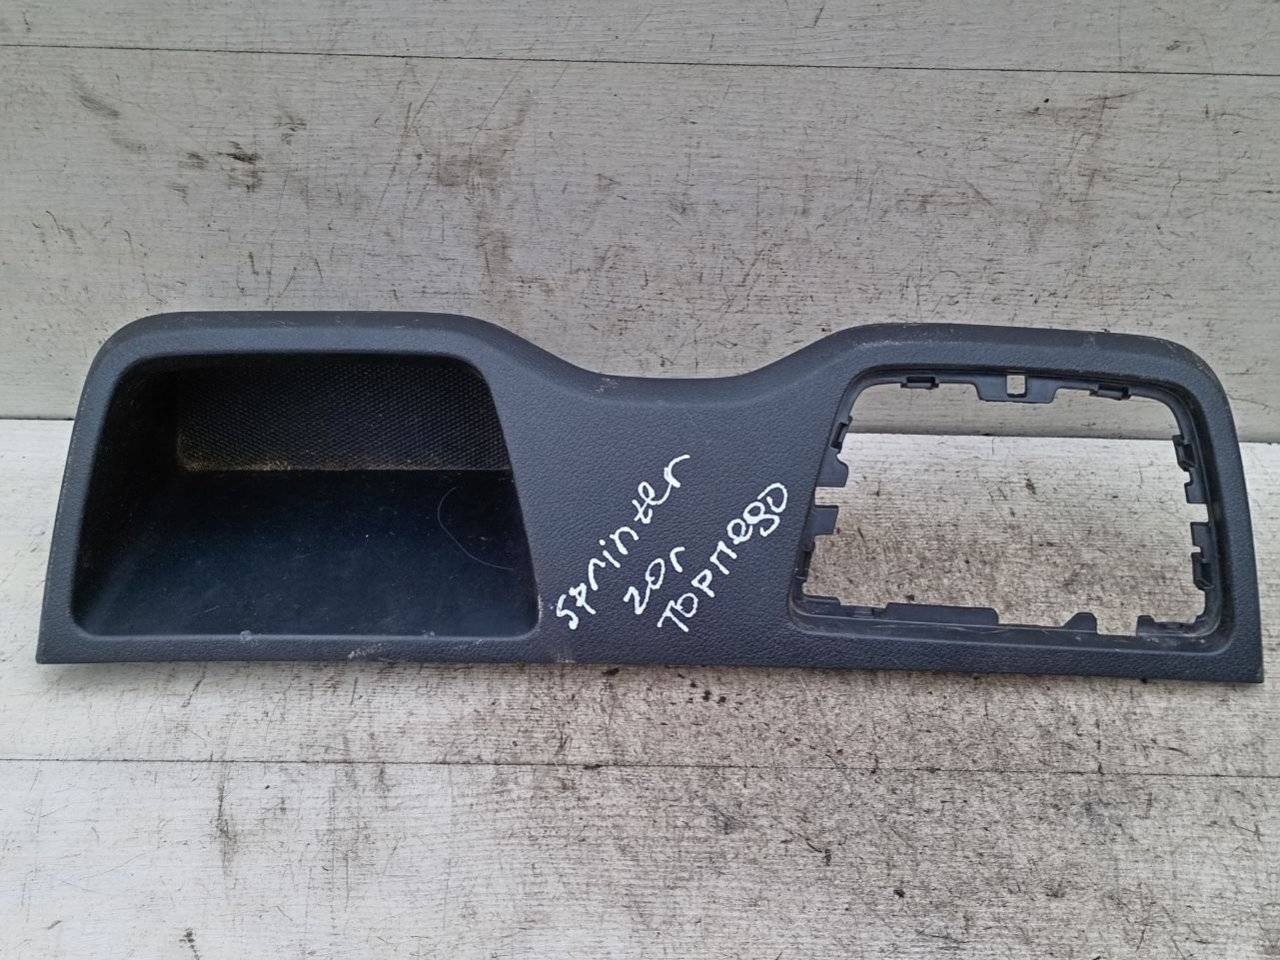 sprinter
20г
торпедо